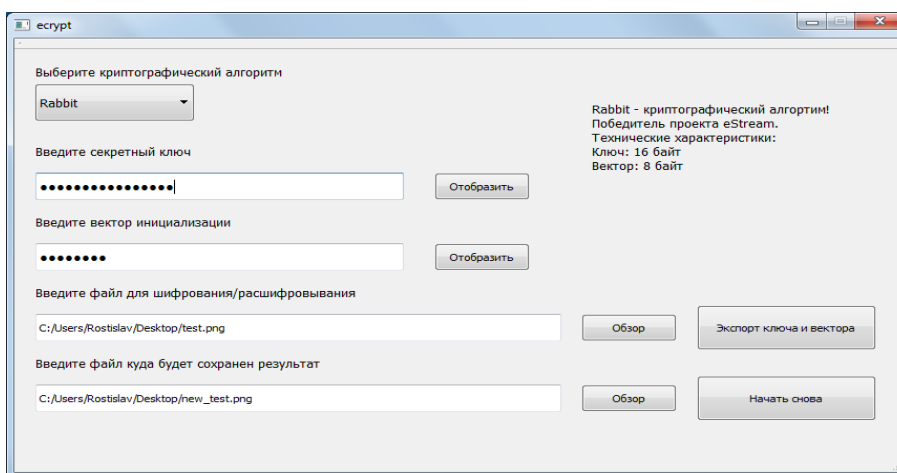 ecrypt
Выберите криптографический алгоритм
Rabbit
Rabbit - криптографический алгортим!
Победитель проекта eStream.
Технические характеристики:
Ключ: 16 байт
Вектор: 8 байт
Введите секретный ключ
●●●●●●●●●●●●●●●●
Отобразить
Введите вектор инициализации
●●●●●●●●
Отобразить
Введите файл для шифрования/расшифровывания
C:/Users/Rostislav/Desktop/test.png
Обзор
Экспорт ключа и вектора
Введите файл куда будет сохранен результат
C:/Users/Rostislav/Desktop/new_test.png
Обзор
Начать снова